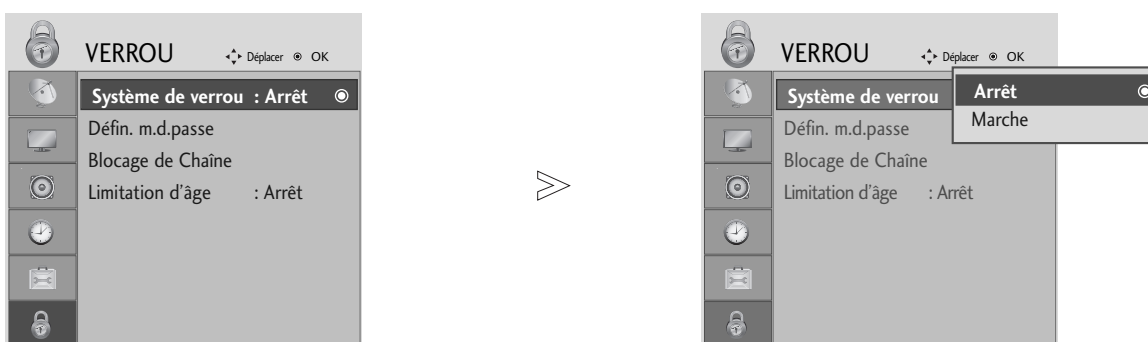 VERROU Déplacer OK
Système de verrou : Arrêt
Défin. m.d.passe
Blocage de Chaîne
Limitation d'âge : Arrêt
VERROU Déplacer OK
Système de verrou
Arrêt
Marche
Défin. m.d.passe
Blocage de Chaîne
Limitation d'âge : Arrêt